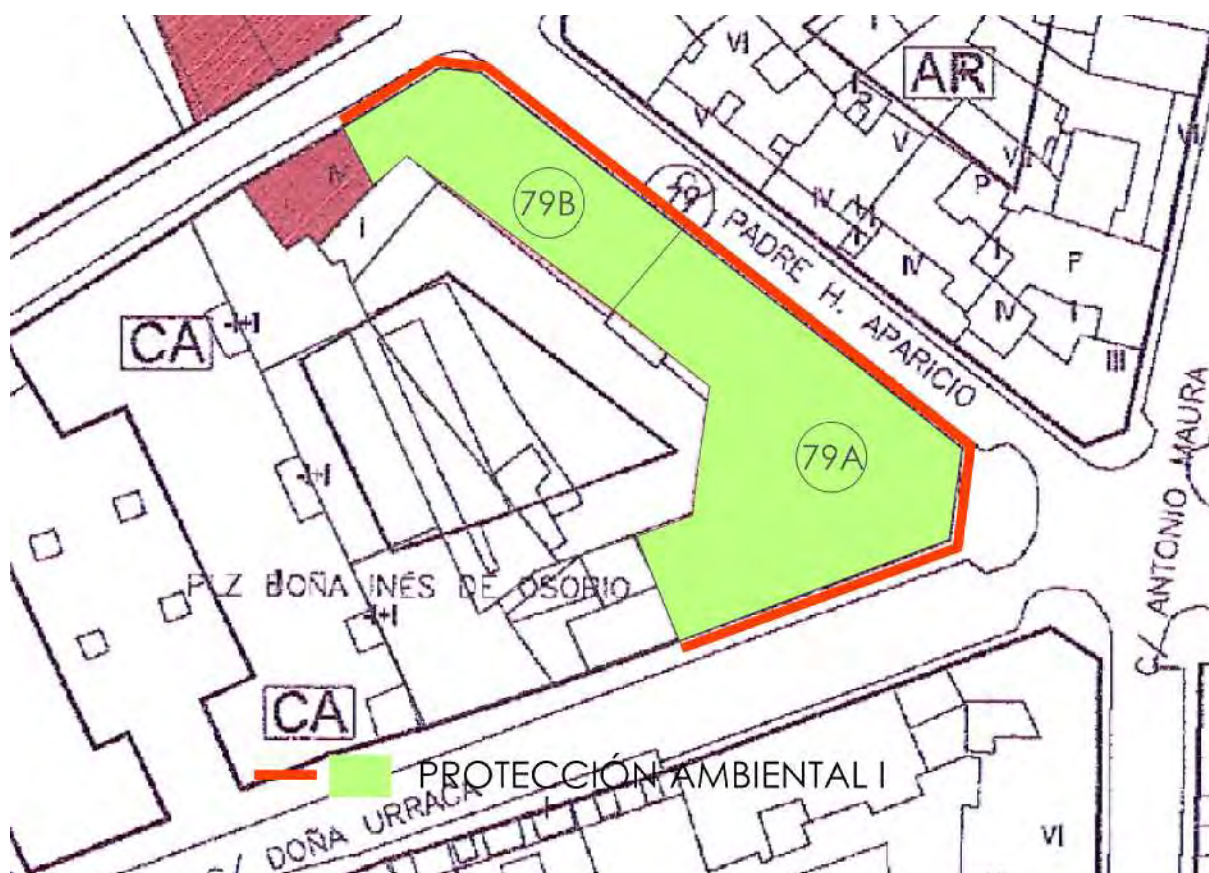 VI
I
AR
V
V
VI
VII
79B
79
P
IV
I
PADRE H. APARICIO
IV
F
CA
IV
I
III
79A
C/ ANTONIO MAURA
-I+I
-I+I
PLZ DOÑA INÉS DE OSORIO
-I+I
CA
PROTECCIÓN AMBIENTAL I
C/ DOÑA URRACA
VI